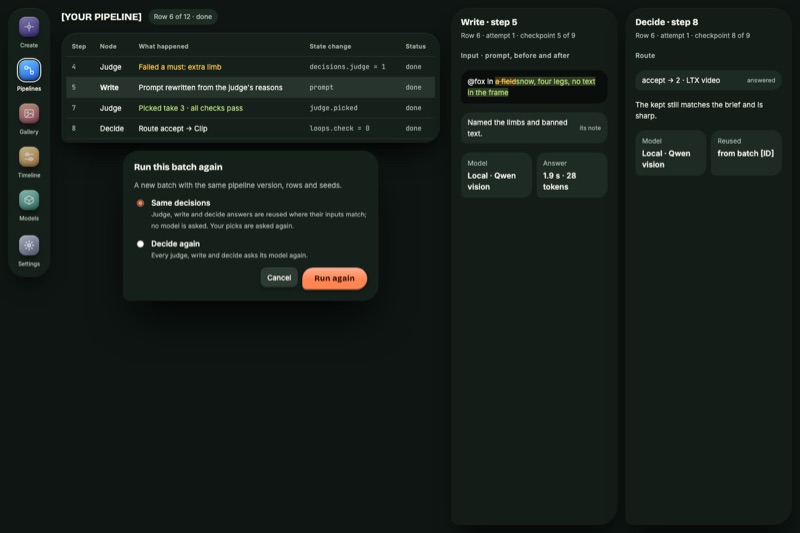 Create
Pipelines
Gallery
Timeline
Models
Settings
[YOUR PIPELINE] Row 6 of 12 · done
Step Node What happened State change Status
4 Judge Failed a must: extra limb decisions.judge = 1 done
5 Write Prompt rewritten from the judge's reasons prompt done
7 Judge Picked take 3 · all checks pass judge.picked done
8 Decide Route accept → Clip loops.check = 0 done
Run this batch again
A new batch with the same pipeline version, rows and seeds.
Same decisions
Judge, write and decide answers are reused where their inputs match;
no model is asked. Your picks are asked again.
Decide again
Every judge, write and decide asks its model again.
Cancel Run again
Write · step 5
Row 6 · attempt 1 · checkpoint 5 of 9
Input · prompt, before and after
@fox in a fieldsnow, four legs, no text
in the frame
Named the limbs and banned
text.
its note
Model
Local · Qwen
vision
Answer
1.9 s · 28
tokens
Decide · step 8
Row 6 · attempt 1 · checkpoint 8 of 9
Route
accept → 2 · LTX video answered
The kept still matches the brief and is
sharp.
Model
Local · Qwen
vision
Reused
from batch [ID]